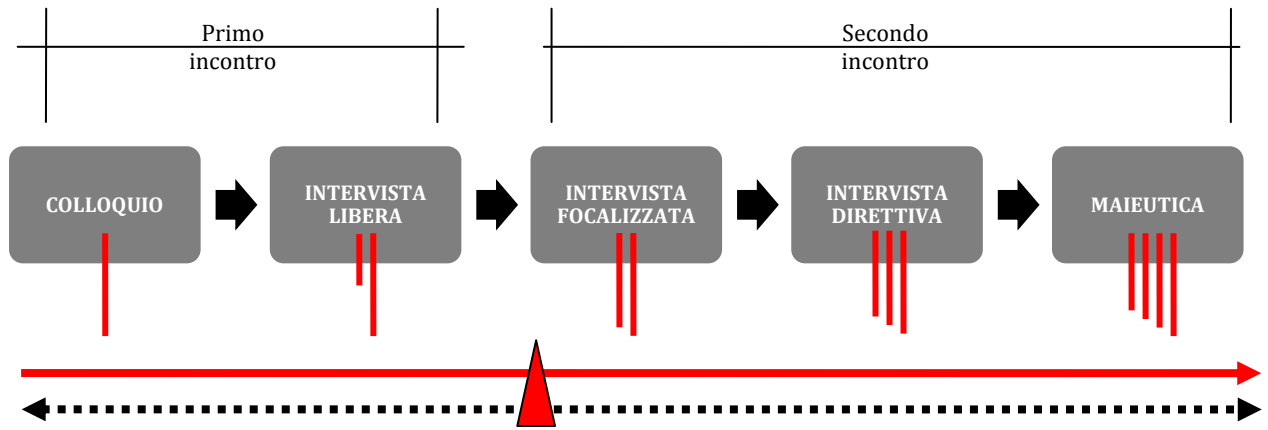 Primo
incontro
Secondo
incontro
COLLOQUIO
INTERVISTA
LIBERA
INTERVISTA
FOCALIZZATA
INTERVISTA
DIRETTIVA
MAIEUTICA